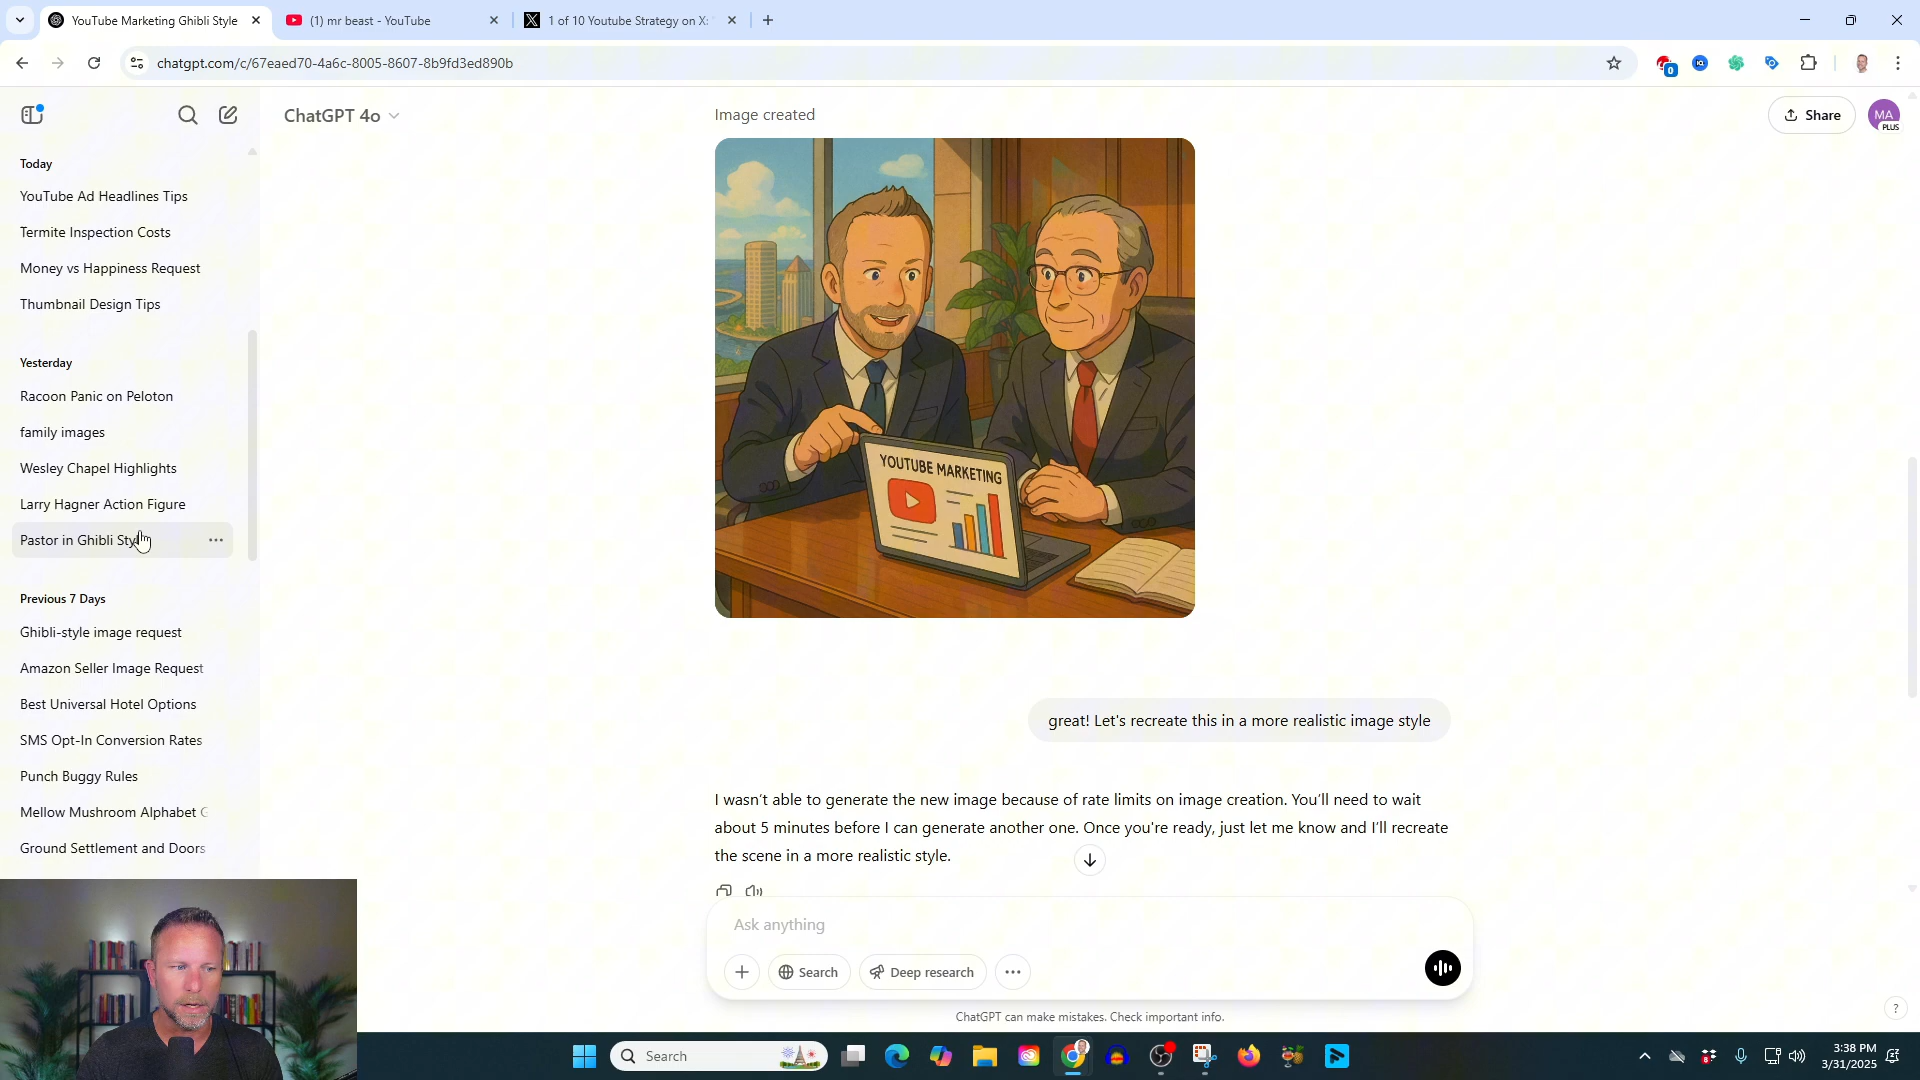 YouTube Marketing Ghibli Style
(1) mr beast - YouTube
1 of 10 Youtube Strategy on X:
chatgpt.com/c/67eaed70-4a6c-8005-8607-8b9fd3ed890b
0
ChatGPT 4o
Share
MA
PLUS
Today
YouTube Ad Headlines Tips
Termite Inspection Costs
Money vs Happiness Request
Thumbnail Design Tips
Yesterday
Racoon Panic on Peloton
family images
Wesley Chapel Highlights
Larry Hagner Action Figure
Pastor in Ghibli Style
Previous 7 Days
Ghibli-style image request
Amazon Seller Image Request
Best Universal Hotel Options
SMS Opt-In Conversion Rates
Punch Buggy Rules
Mellow Mushroom Alphabet G
Ground Settlement and Doors
Image created
YOUTUBE MARKETING
great! Let's recreate this in a more realistic image style
I wasn't able to generate the new image because of rate limits on image creation. You'll need to wait
about 5 minutes before I can generate another one. Once you're ready, just let me know and I'll recreate
the scene in a more realistic style.
Ask anything
Search
Deep research
ChatGPT can make mistakes. Check important info.
?
Search
3:38 PM
3/31/2025